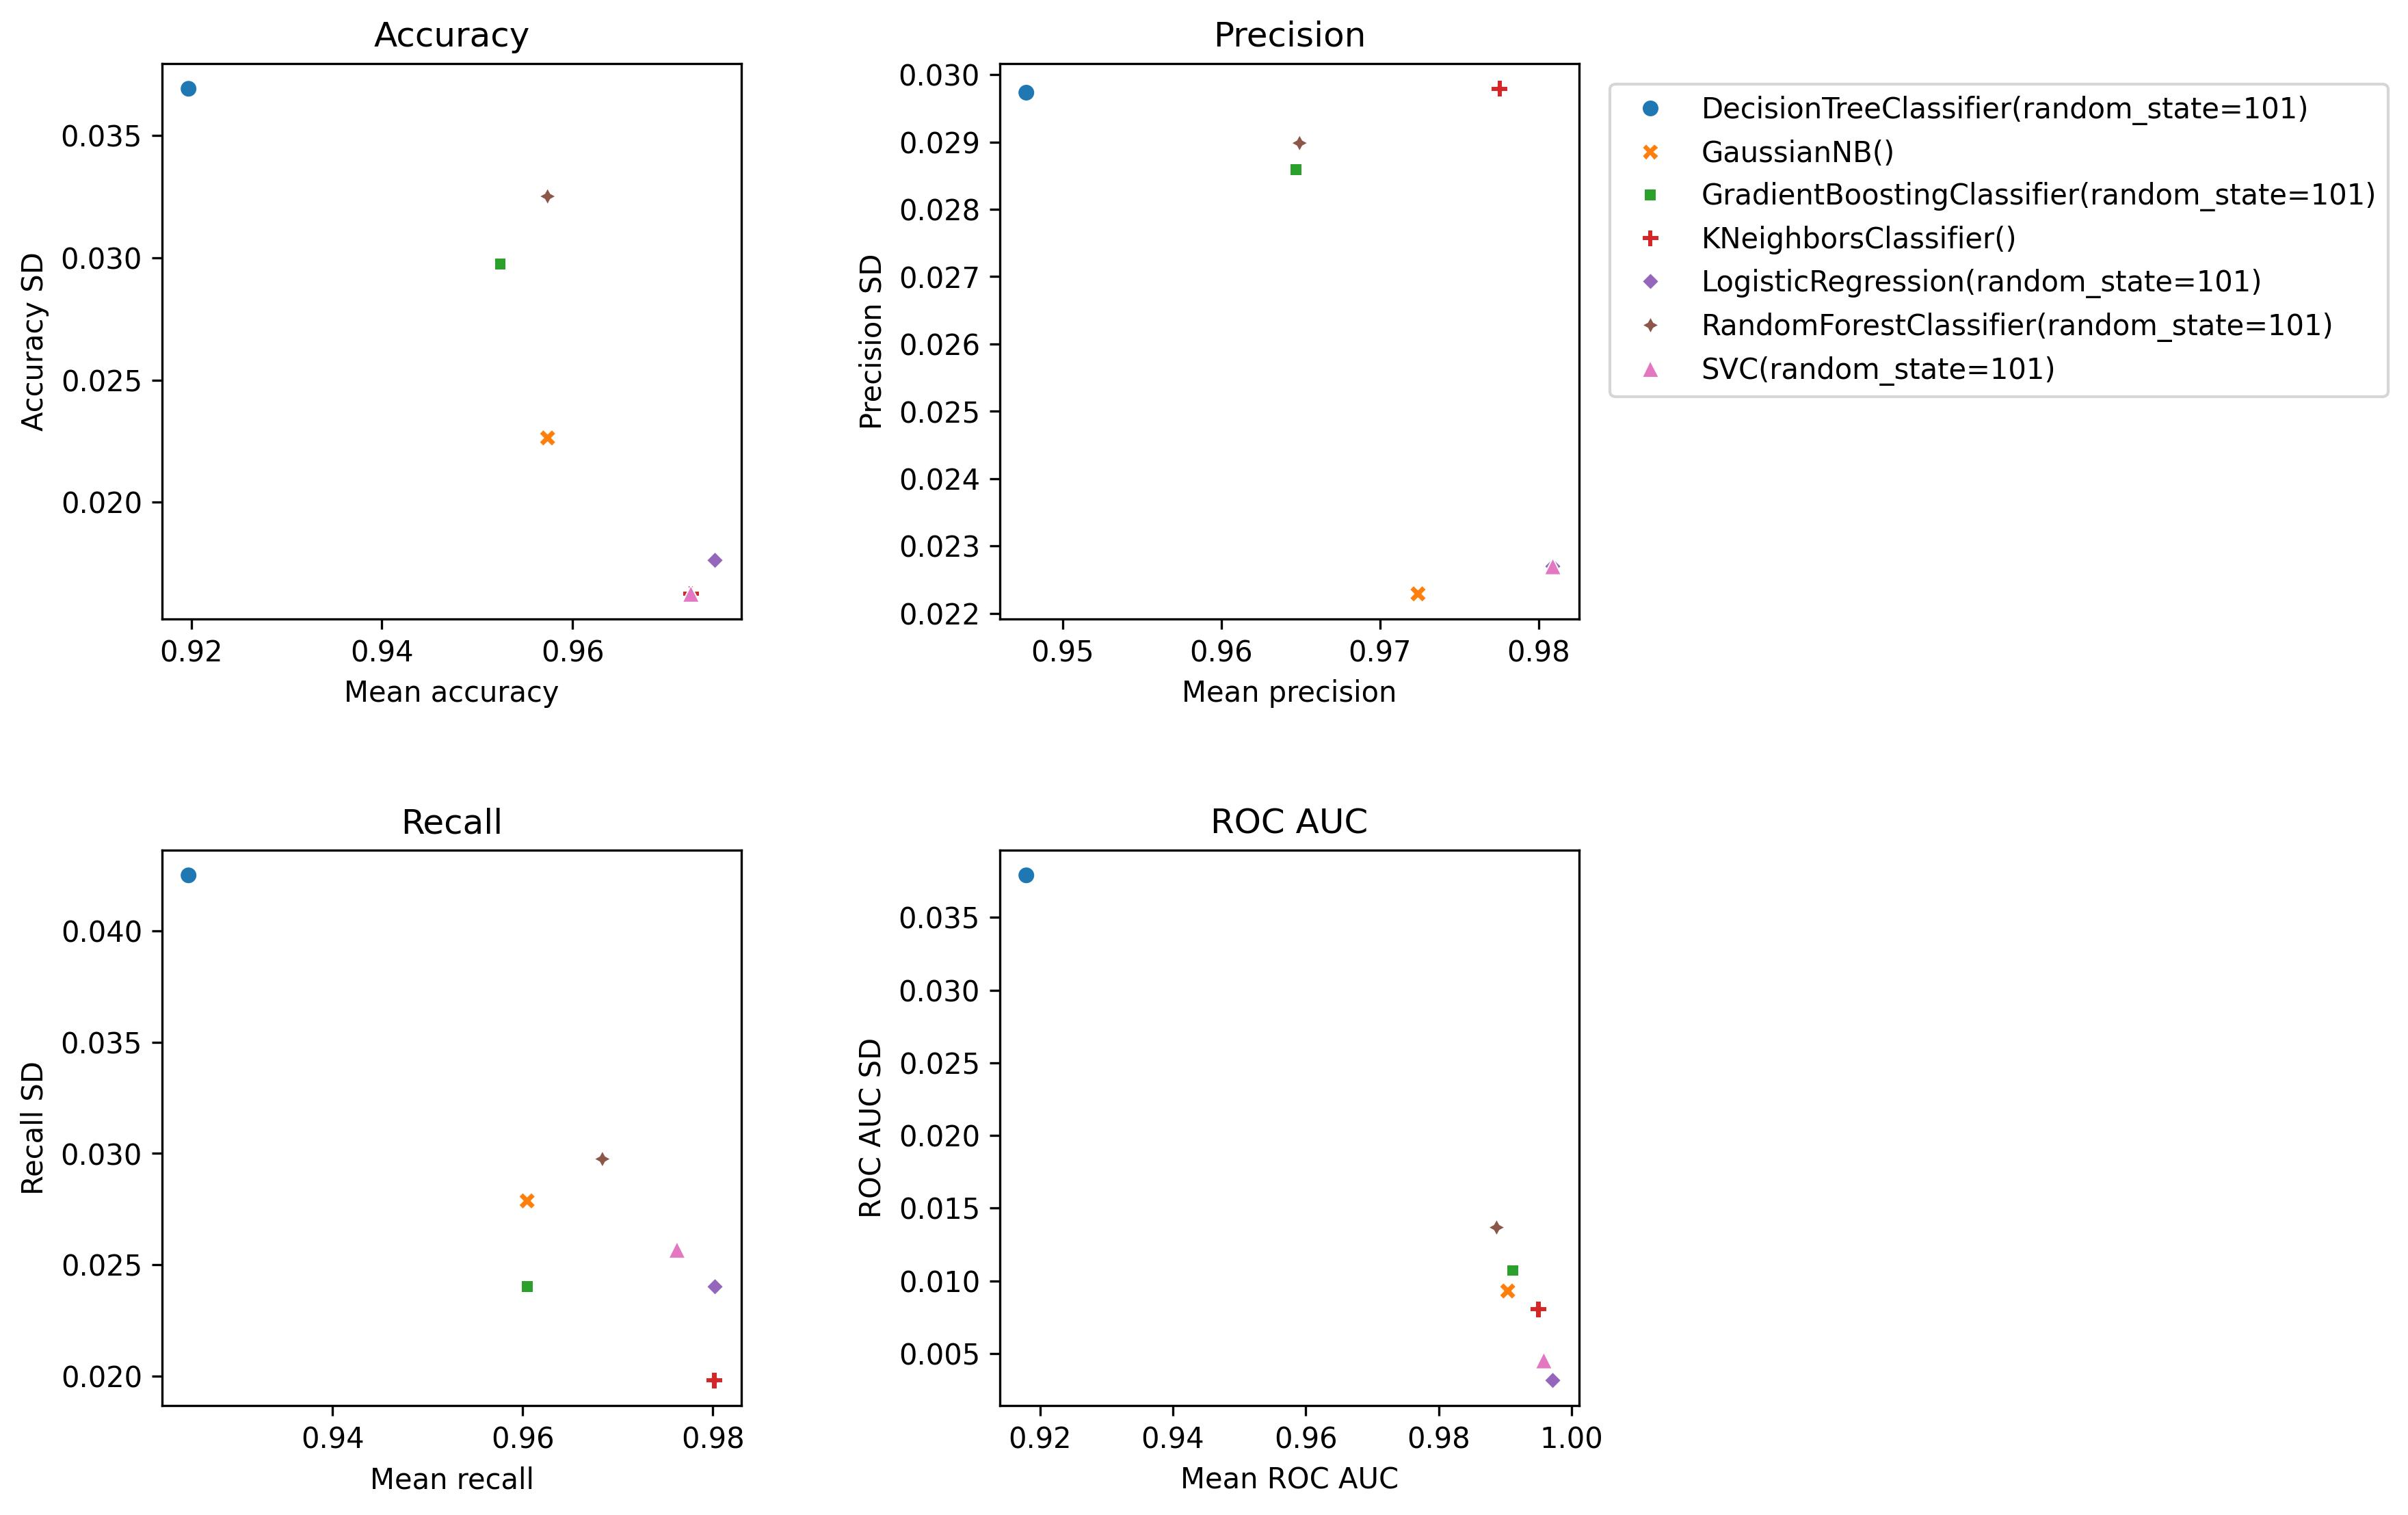 Accuracy
0.035
0.030
0.025
0.020
Accuracy SD
0.92 0.94 0.96
Mean accuracy
Precision
0.030
0.029
0.028
0.027
0.026
0.025
0.024
0.023
0.022
Precision SD
0.95 0.96 0.97 0.98
Mean precision
DecisionTreeClassifier(random_state=101)
GaussianNB()
GradientBoostingClassifier(random_state=101)
KNeighborsClassifier()
LogisticRegression(random_state=101)
RandomForestClassifier(random_state=101)
SVC(random_state=101)
Recall
0.040
0.035
0.030
0.025
0.020
Recall SD
0.94 0.96 0.98
Mean recall
ROC AUC
0.035
0.030
0.025
0.020
0.015
0.010
0.005
ROC AUC SD
0.92 0.94 0.96 0.98 1.00
Mean ROC AUC